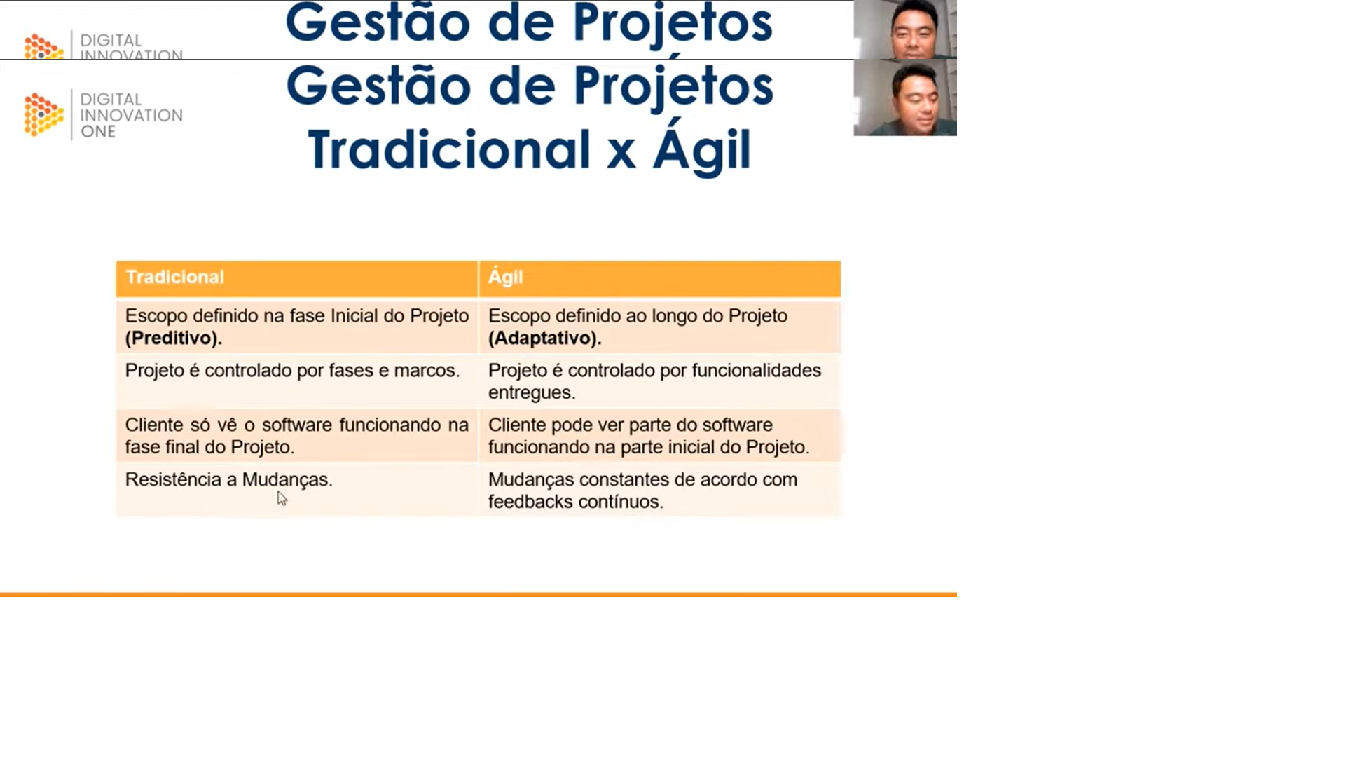 Gestão de Projetos
DIGITAL
INNOVATION
Gestão de Projetos
DIGITAL
INNOVATION
ONE
Tradicional x Ágil
Tradicional
Ágil
Escopo definido na fase Inicial do Projeto
(Preditivo).
Escopo definido ao longo do Projeto
(Adaptativo).
Projeto é controlado por fases e marcos.
Projeto é controlado por funcionalidades
entregues.
Cliente só vê o software funcionando na
fase final do Projeto.
Cliente pode ver parte do software
funcionando na parte inicial do Projeto.
Resistência a Mudanças.
Mudanças constantes de acordo com
feedbacks contínuos.